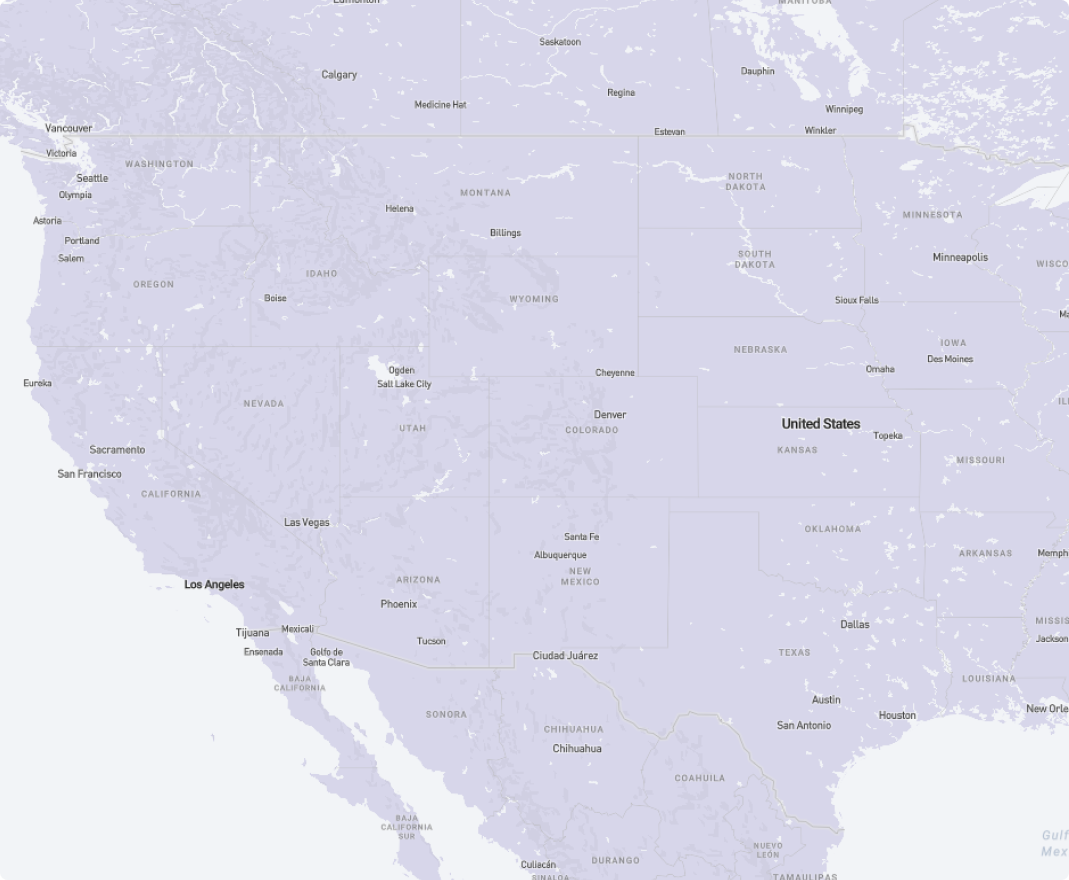 Edmonton
MANITOBA
Saskatoon
Calgary
Dauphin
Regina
Medicine Hat
Winnipeg
Vancouver
Estevan
Winkler
Victoria
WASHINGTON
Seattle
NORTH
DAKOTA
Olympia
MONTANA
Helena
MINNESOTA
Astoria
Billings
Portland
Salem
SOUTH
DAKOTA
Minneapolis
WISCO
IDAHO
OREGON
Boise
WYOMING
Sioux Falls
Ma
IOWA
NEBRASKA
Des Moines
Ogden
Omaha
Cheyenne
Eureka
Salt Lake City
NEVADA
ILL
Denver
United States
UTAH
COLORADO
Topeka
Sacramento
KANSAS
MISSOURI
San Francisco
CALIFORNIA
Las Vegas
OKLAHOMA
Santa Fe
Albuquerque
ARKANSAS
Memph
NEW
MEXICO
ARIZONA
Los Angeles
Phoenix
MISSIS
Dallas
Tijuana
Mexicali
Tucson
Jackson
Ensenada
Golfo de
Santa Clara
Ciudad Juárez
TEXAS
LOUISIANA
BAJA
CALIFORNIA
Austin
New Orle
SONORA
Houston
San Antonio
CHIHUAHUA
Chihuahua
COAHUILA
BAJA
CALIFORNIA
SUR
Gulf
Mex
NUEVO
LEÓN
DURANGO
Culiacán
SINALOA
TAMAULIPAS